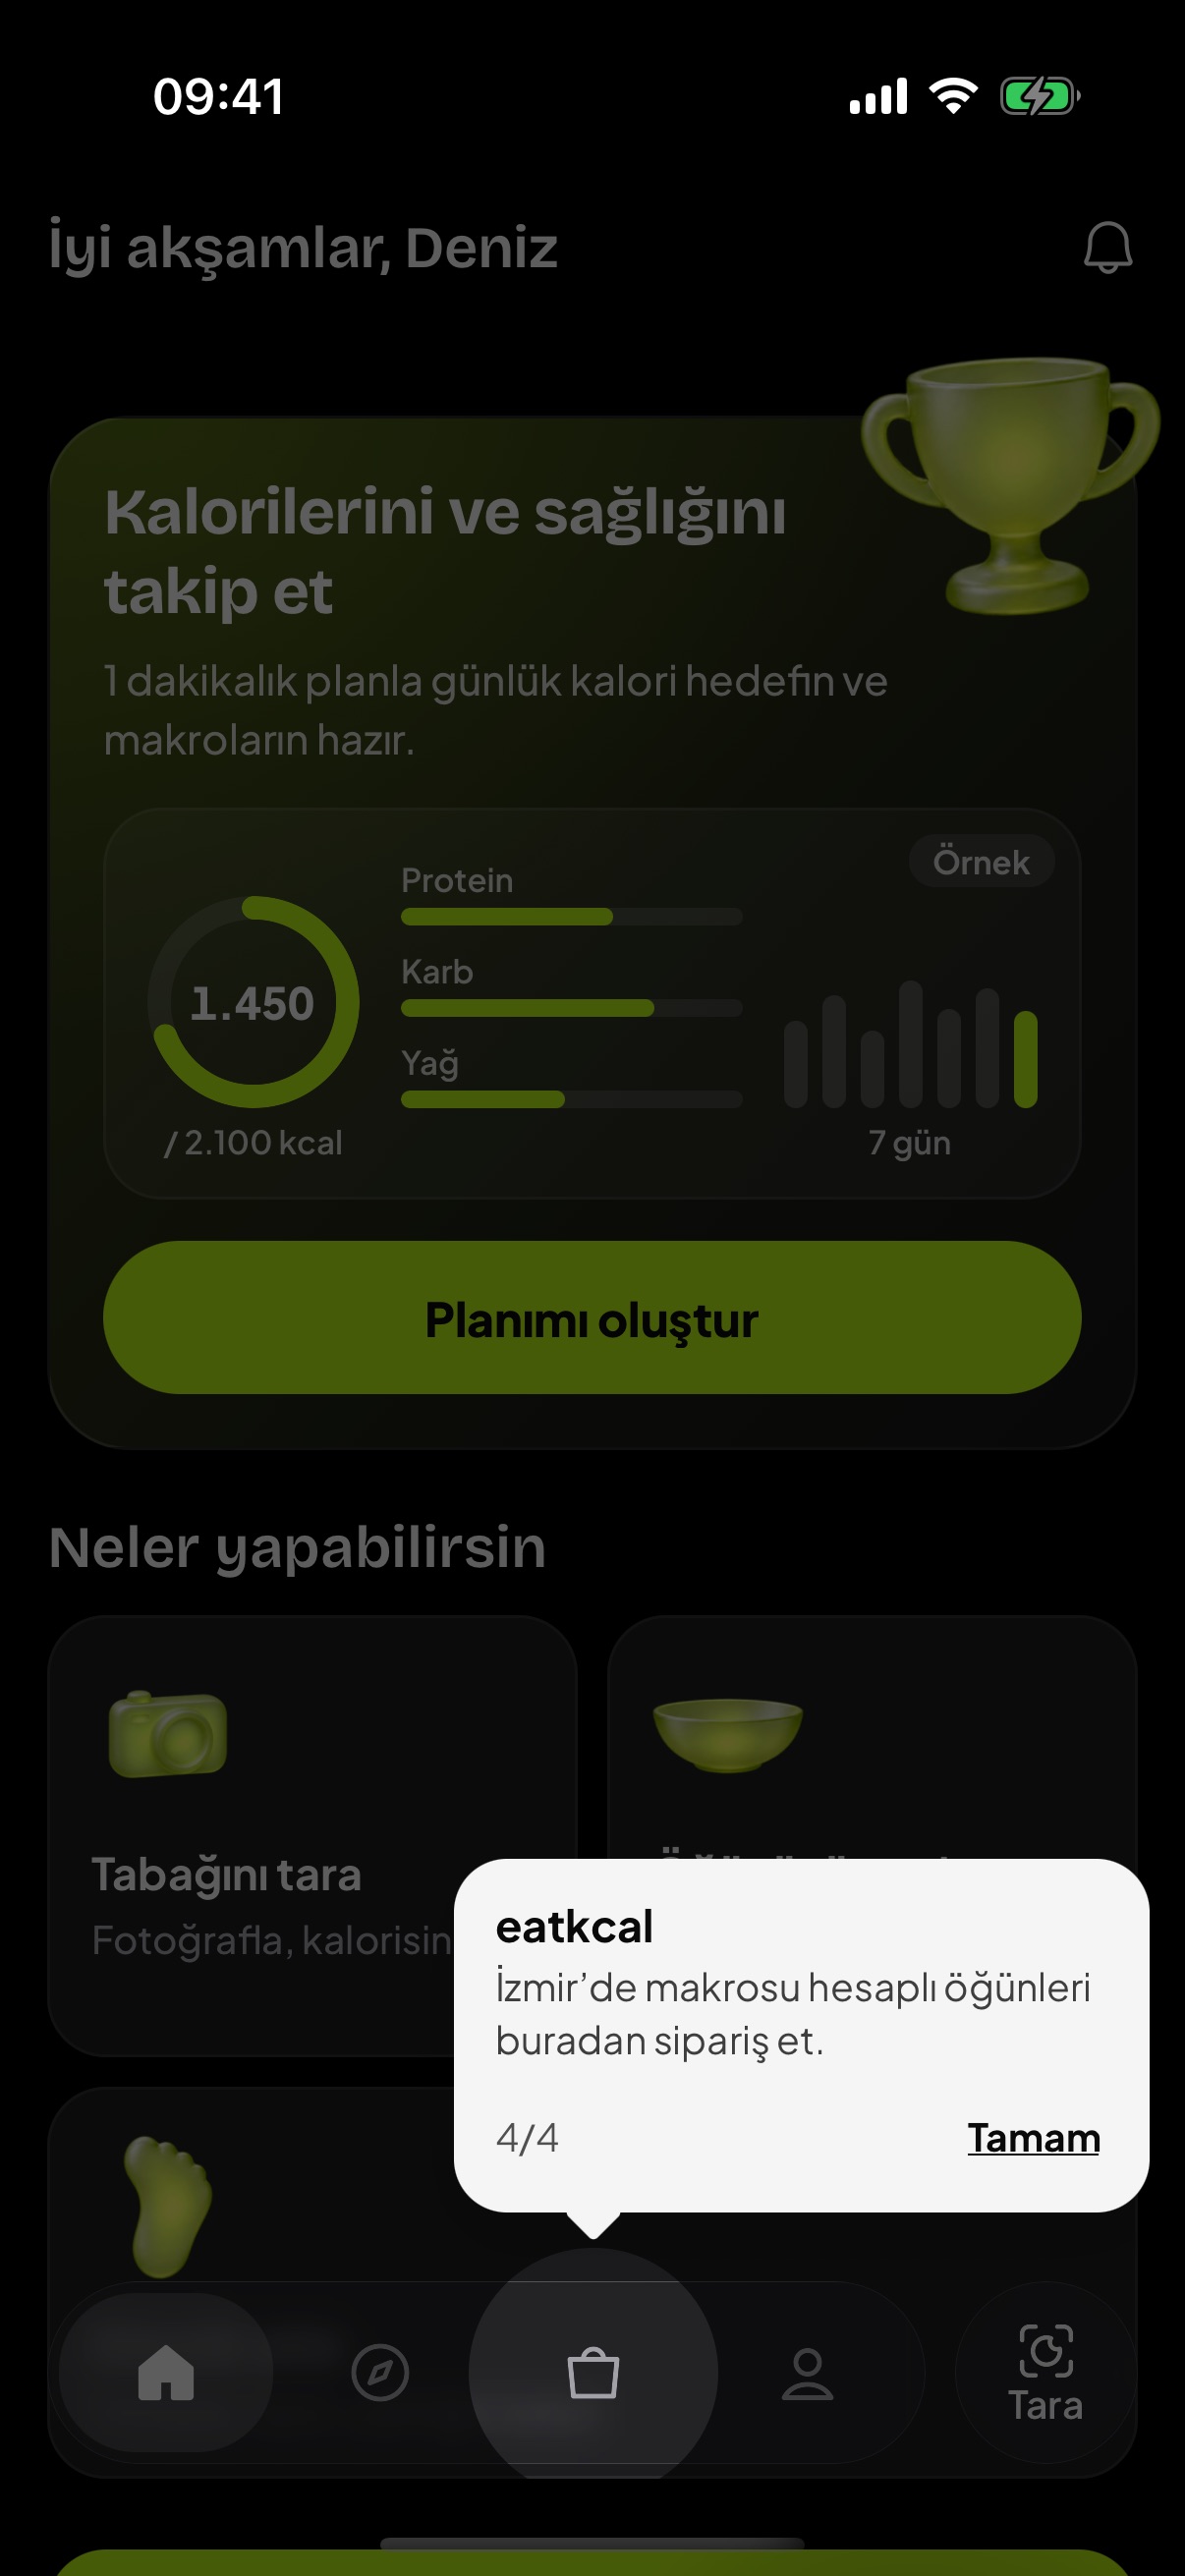 09:41
İyi akşamlar, Deniz
Kalorilerini ve sağlığını
takip et
1 dakikalık planla günlük kalori hedefin ve
makroların hazır.
Örnek
Protein
Karb
Yağ
1.450
/ 2.100 kcal
7 gün
Planımı oluştur
Neler yapabilirsin
Tabağını tara
Fotoğrafla, kalorisin
eatkcal
İzmir’de makrosu hesaplı öğünleri
buradan sipariş et.
4/4
Tamam
Tara